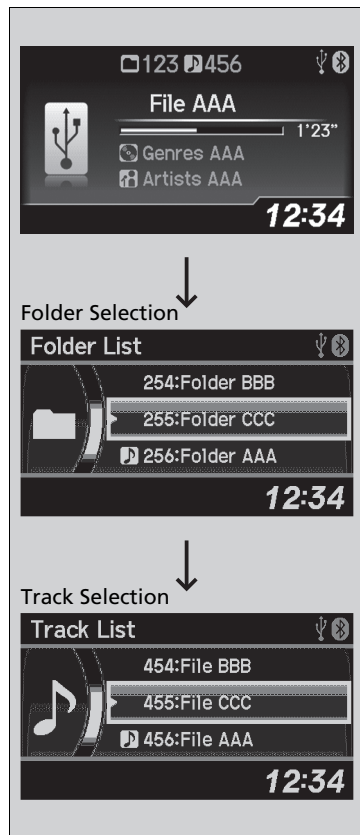 123 456
File AAA
1'23"
Genres AAA
Artists AAA
12:34
Folder Selection
Folder List
254:Folder BBB
255:Folder CCC
256:Folder AAA
12:34
Track Selection
Track List
454:File BBB
455:File CCC
456:File AAA
12:34